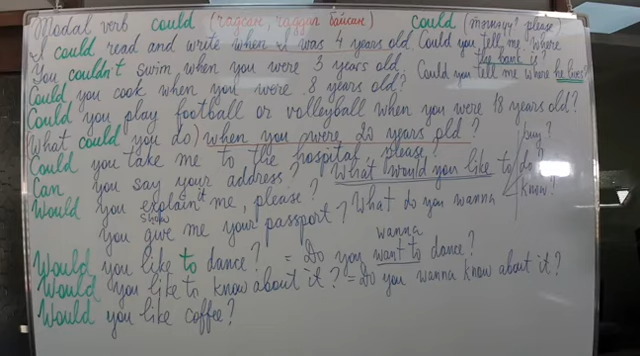 Modal verb could (чадсан, чаддаг байсан) could (please)
I could read and write when I was 4 years old. Could you tell me where the bank is?
You couldn't swim when you were 3 years old. Could you tell me where he lives?
Could you cook when you were 8 years old?
Could you play football or volleyball when you were 18 years old?
(What could you do) when you were 20 years old?
Could you take me to the hospital please?
Can you say your address? What would you like to buy? do? know?
Would you explain it me, please? What do you wanna
you give show me your passport?
Would you like to dance? = Do you want to wanna dance?
Would you like to know about it? = Do you wanna know about it?
Would you like coffee?